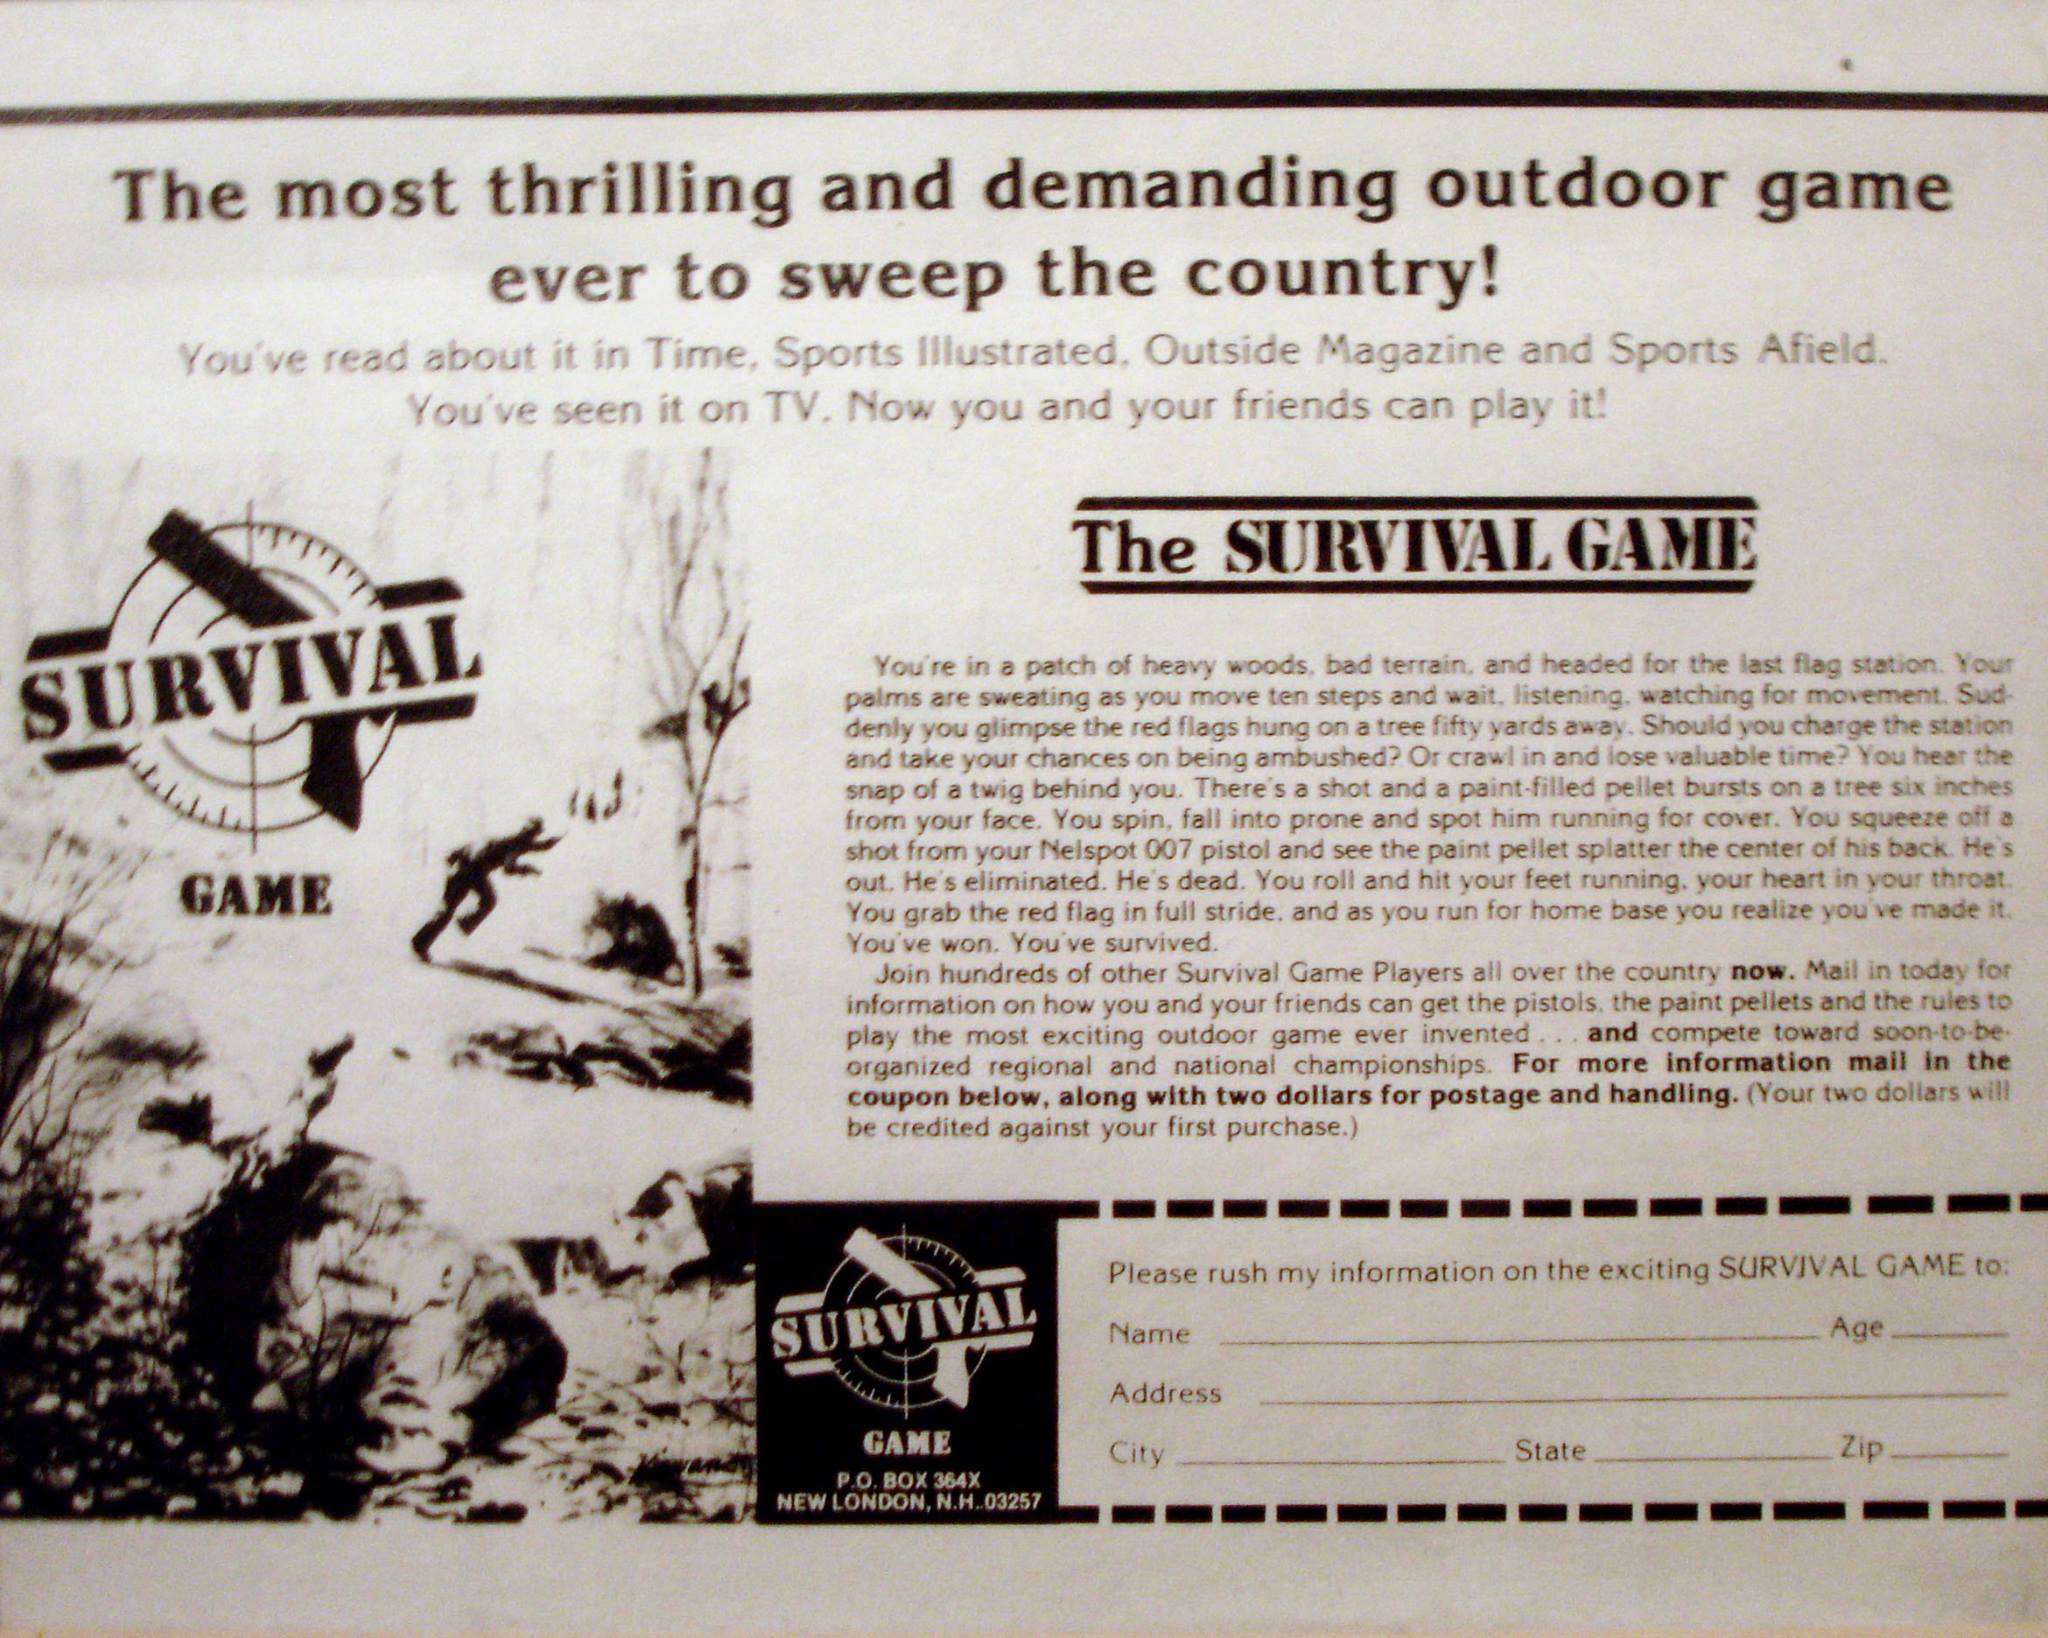 The most thrilling and demanding outdoor game
ever to sweep the country!
You've read about it in Time, Sports Illustrated, Outside Magazine and Sports Afield.
You've seen it on TV. Now you and your friends can play it!
SURVIVAL
GAME
The SURVIVAL GAME
You're in a patch of heavy woods, bad terrain, and headed for the last flag station. Your
palms are sweating as you move ten steps and wait, listening, watching for movement. Sud-
denly you glimpse the red flags hung on a tree fifty yards away. Should you charge the station
and take your chances on being ambushed? Or crawl in and lose valuable time? You hear the
snap of a twig behind you. There's a shot and a paint-filled pellet bursts on a tree six inches
from your face. You spin, fall into prone and spot him running for cover. You squeeze off a
shot from your Nelspot 007 pistol and see the paint pellet splatter the center of his back. He's
out. He's eliminated. He's dead. You roll and hit your feet running, your heart in your throat.
You grab the red flag in full stride, and as you run for home base you realize you've made it.
You've won. You've survived.
Join hundreds of other Survival Game Players all over the country now. Mail in today for
information on how you and your friends can get the pistols, the paint pellets and the rules to
play the most exciting outdoor game ever invented . . . and compete toward soon-to-be-
organized regional and national championships. For more information mail in the
coupon below, along with two dollars for postage and handling. (Your two dollars will
be credited against your first purchase.)
SURVIVAL
GAME
P.O. BOX 364X
NEW LONDON, N.H. 03257
Please rush my information on the exciting SURVIVAL GAME to:
Name Age
Address
City State Zip